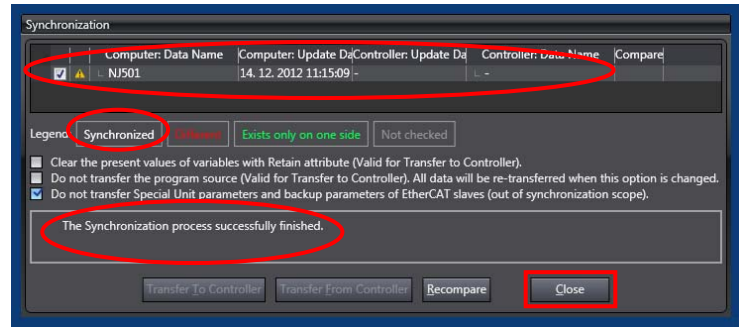 Synchronization
Computer: Data Name Computer: Update Da Controller: Update Da Controller: Data Name Compare
NJ501 14. 12. 2012 11:15:09 - -
Legend: Synchronized Different Exists only on one side Not checked
Clear the present values of variables with Retain attribute (Valid for Transfer to Controller).
Do not transfer the program source (Valid for Transfer to Controller). All data will be re-transferred when this option is changed.
Do not transfer Special Unit parameters and backup parameters of EtherCAT slaves (out of synchronization scope).
The Synchronization process successfully finished.
Transfer To Controller Transfer From Controller Recompare Close